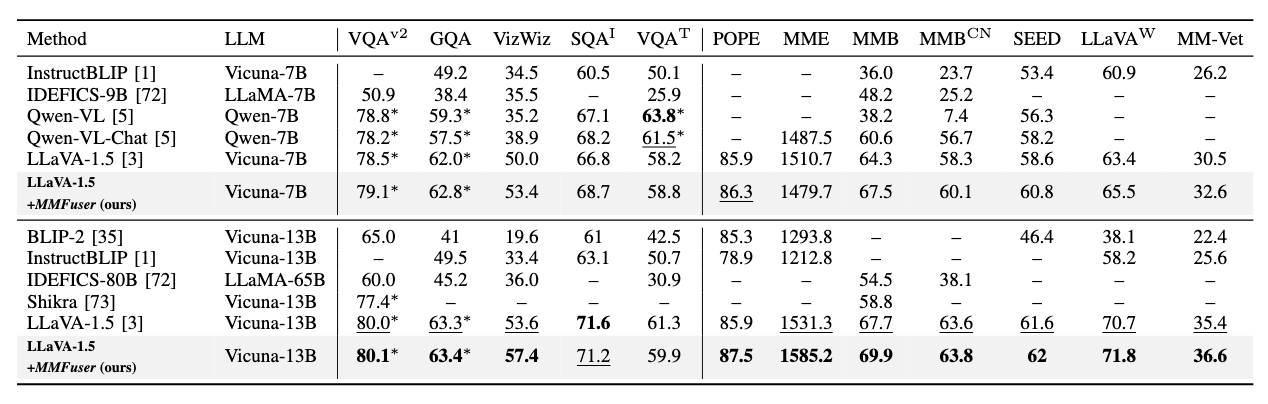 Method LLM VQAv2 GQA VizWiz SQAI VQAT POPE MME MMB MMBCN SEED LLaVAW MM-Vet
InstructBLIP [1] Vicuna-7B – 49.2 34.5 60.5 50.1 – – 36.0 23.7 53.4 60.9 26.2
IDEFICS-9B [72] LLaMA-7B 50.9 38.4 35.5 – 25.9 – – 48.2 25.2 – – –
Qwen-VL [5] Qwen-7B 78.8* 59.3* 35.2 67.1 63.8* – – 38.2 7.4 56.3 – –
Qwen-VL-Chat [5] Qwen-7B 78.2* 57.5* 38.9 68.2 61.5* – 1487.5 60.6 56.7 58.2 – –
LLaVA-1.5 [3] Vicuna-7B 78.5* 62.0* 50.0 66.8 58.2 85.9 1510.7 64.3 58.3 58.6 63.4 30.5
LLaVA-1.5
+MMFuser (ours) Vicuna-7B 79.1* 62.8* 53.4 68.7 58.8 86.3 1479.7 67.5 60.1 60.8 65.5 32.6
BLIP-2 [35] Vicuna-13B 65.0 41 19.6 61 42.5 85.3 1293.8 – – 46.4 38.1 22.4
InstructBLIP [1] Vicuna-13B – 49.5 33.4 63.1 50.7 78.9 1212.8 – – – 58.2 25.6
IDEFICS-80B [72] LLaMA-65B 60.0 45.2 36.0 – 30.9 – – 54.5 38.1 – – –
Shikra [73] Vicuna-13B 77.4* – – – – – – 58.8 – – – –
LLaVA-1.5 [3] Vicuna-13B 80.0* 63.3* 53.6 71.6 61.3 85.9 1531.3 67.7 63.6 61.6 70.7 35.4
LLaVA-1.5
+MMFuser (ours) Vicuna-13B 80.1* 63.4* 57.4 71.2 59.9 87.5 1585.2 69.9 63.8 62 71.8 36.6